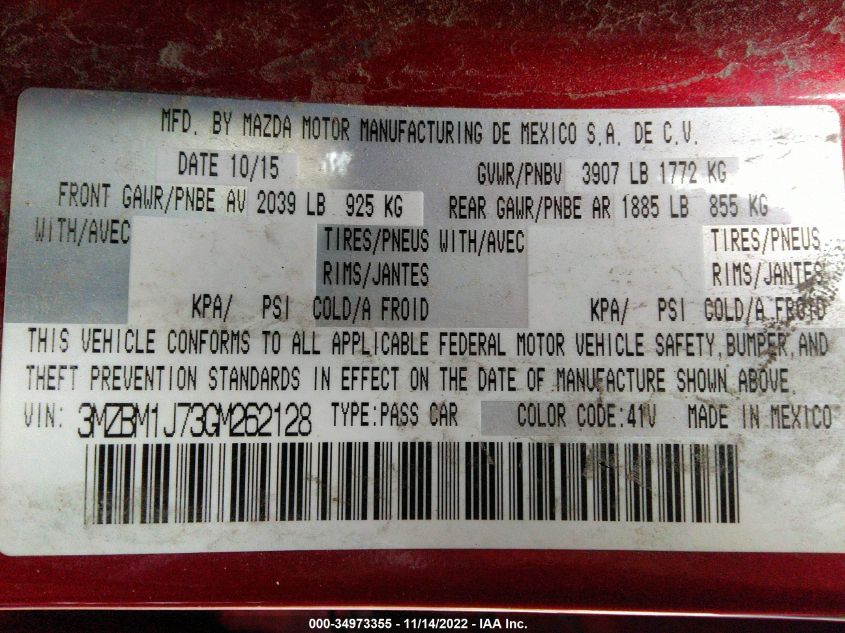 MFD. BY MAZDA MOTOR MANUFACTURING DE MEXICO S.A. DE C.V.
DATE 10/15 GVWR/PNBV 3907 LB 1772 KG
FRONT GAWR/PNBE AV 2039 LB 925 KG REAR GAWR/PNBE AR 1885 LB 855 KG
WITH/AVEC TIRES/PNEUS WITH/AVEC TIRES/PNEUS
RIMS/JANTES RIMS/JANTES
KPA/ PSI COLD/A FROID KPA/ PSI COLD/A FROID
THIS VEHICLE CONFORMS TO ALL APPLICABLE FEDERAL MOTOR VEHICLE SAFETY, BUMPER, AND
THEFT PREVENTION STANDARDS IN EFFECT ON THE DATE OF MANUFACTURE SHOWN ABOVE.
VIN: 3MZBM1J73GM262128 TYPE:PASS CAR COLOR CODE:41V MADE IN MEXICO
000-34973355 - 11/14/2022 - IAA Inc.